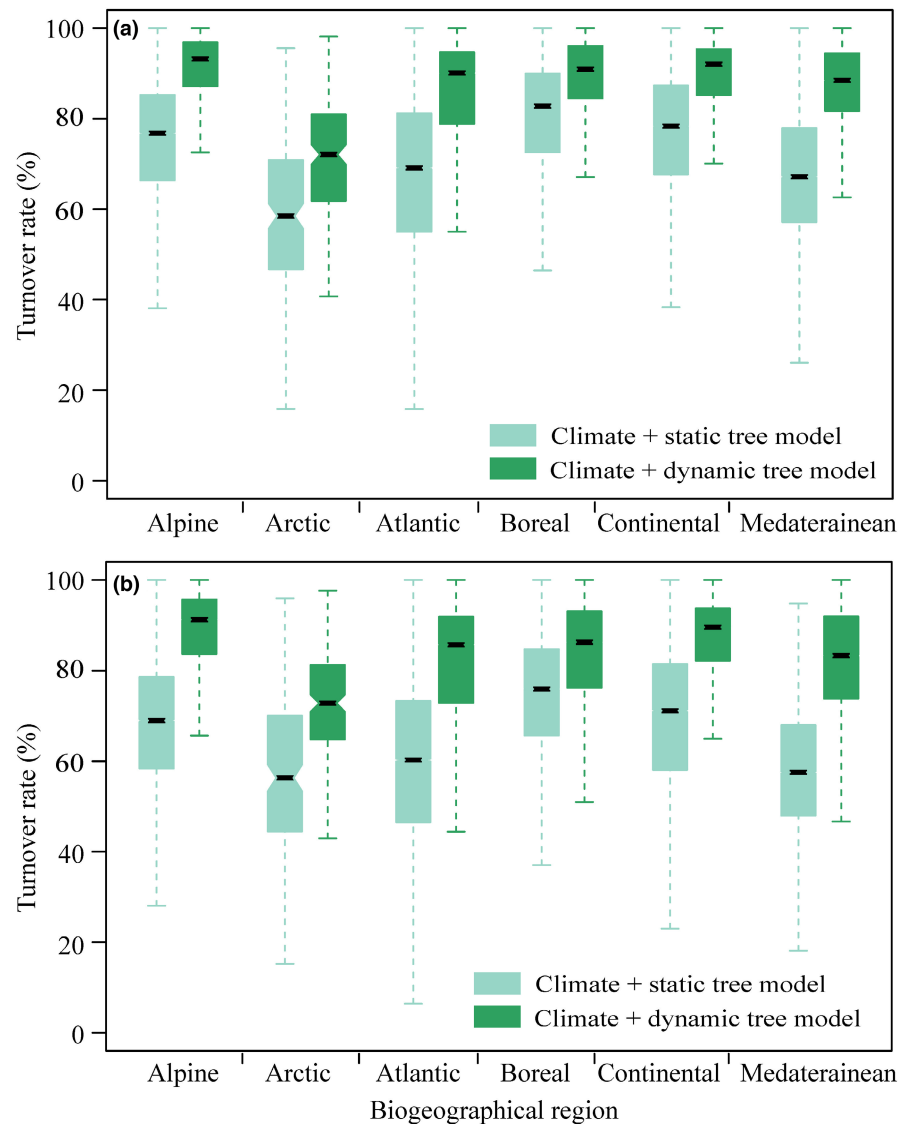 (a)
100
80
60
40
20
0
Turnover rate (%)
Climate + static tree model
Climate + dynamic tree model
Alpine Arctic Atlantic Boreal Continental Medaterainean
(b)
100
80
60
40
20
0
Turnover rate (%)
Climate + static tree model
Climate + dynamic tree model
Alpine Arctic Atlantic Boreal Continental Medaterainean
Biogeographical region